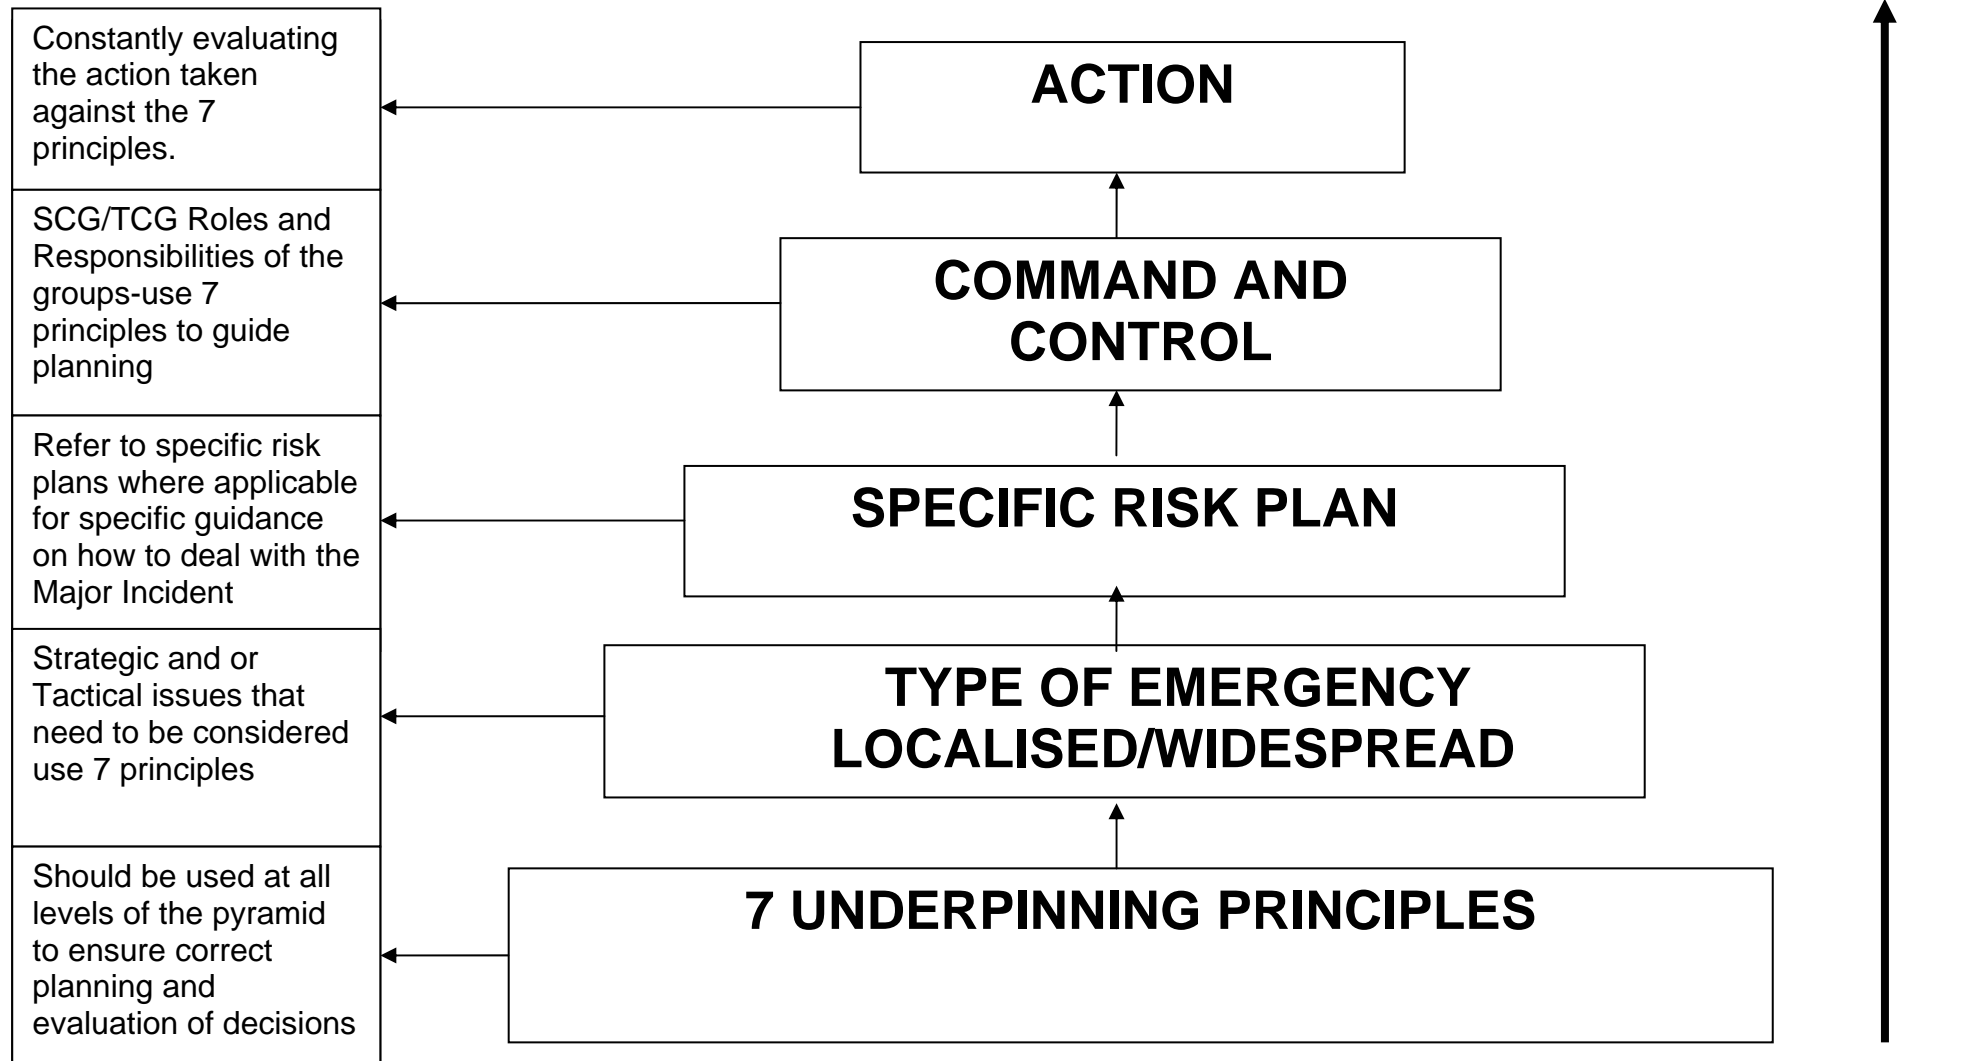 Constantly evaluating
the action taken
against the 7
principles.
ACTION
SCG/TCG Roles and
Responsibilities of the
groups-use 7
principles to guide
planning
COMMAND AND
CONTROL
Refer to specific risk
plans where applicable
for specific guidance
on how to deal with the
Major Incident
SPECIFIC RISK PLAN
Strategic and or
Tactical issues that
need to be considered
use 7 principles
TYPE OF EMERGENCY
LOCALISED/WIDESPREAD
Should be used at all
levels of the pyramid
to ensure correct
planning and
evaluation of decisions
7 UNDERPINNING PRINCIPLES